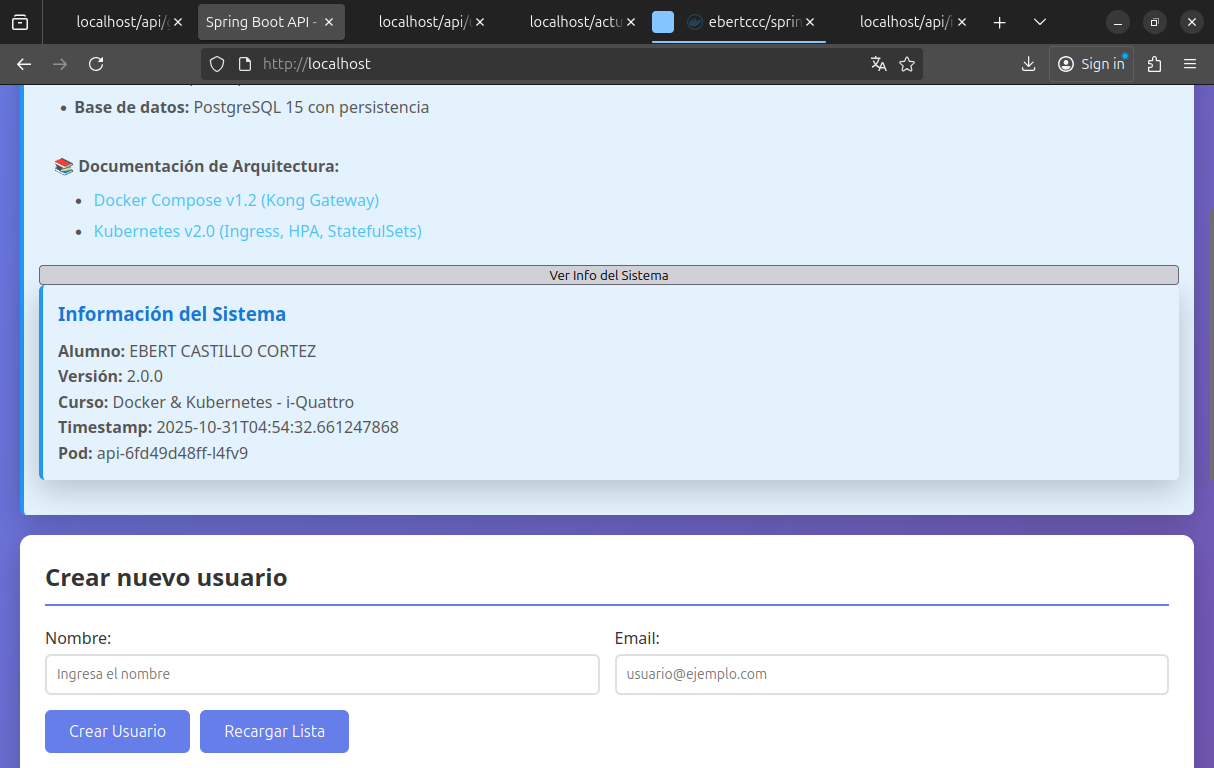 localhost/api/
Spring Boot API -
localhost/api/
localhost/actu
ebertccc/sprin
localhost/api/i
http://localhost
Sign in
Base de datos: PostgreSQL 15 con persistencia
📚 Documentación de Arquitectura:
Docker Compose v1.2 (Kong Gateway)
Kubernetes v2.0 (Ingress, HPA, StatefulSets)
Ver Info del Sistema
Información del Sistema
Alumno: EBERT CASTILLO CORTEZ
Versión: 2.0.0
Curso: Docker & Kubernetes - i-Quattro
Timestamp: 2025-10-31T04:54:32.661247868
Pod: api-6fd49d48ff-l4fv9
Crear nuevo usuario
Nombre:
Email:
Ingresa el nombre
usuario@ejemplo.com
Crear Usuario
Recargar Lista